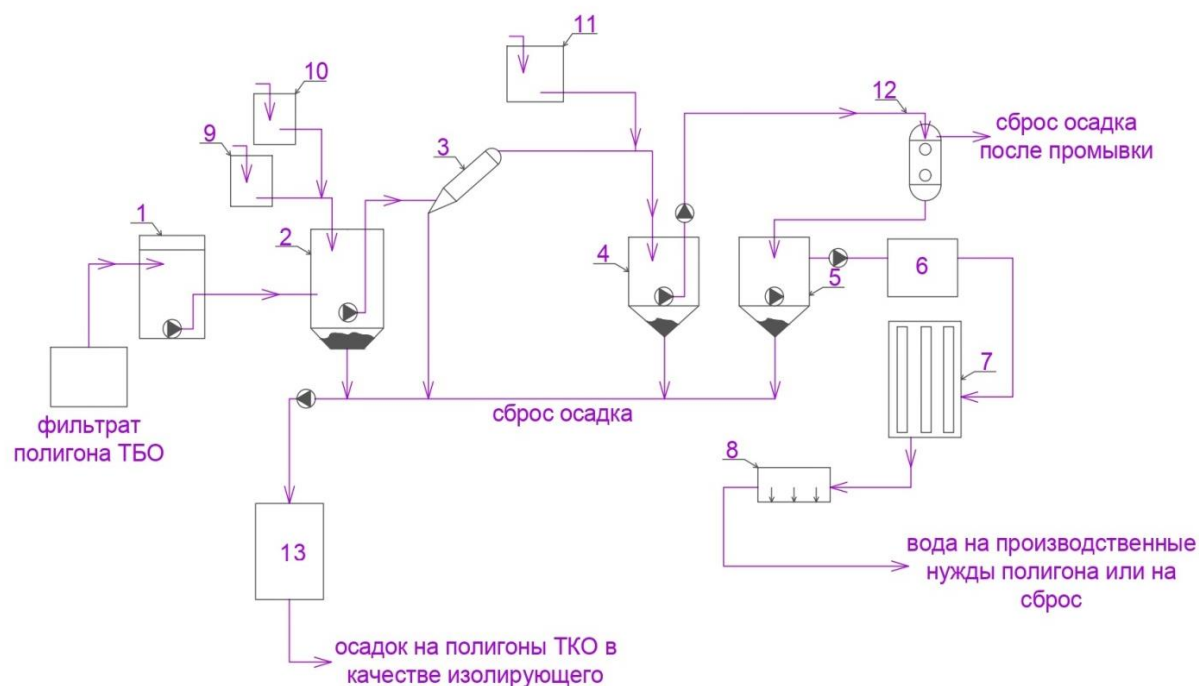 11
10
12
9
3
сброс осадка
после промывки
1
2
4
5
6
7
сброс осадка
фильтрат
полигона ТБО
8
13
вода на производственные
нужды полигона или на
сброс
осадок на полигоны ТКО в
качестве изолирующего